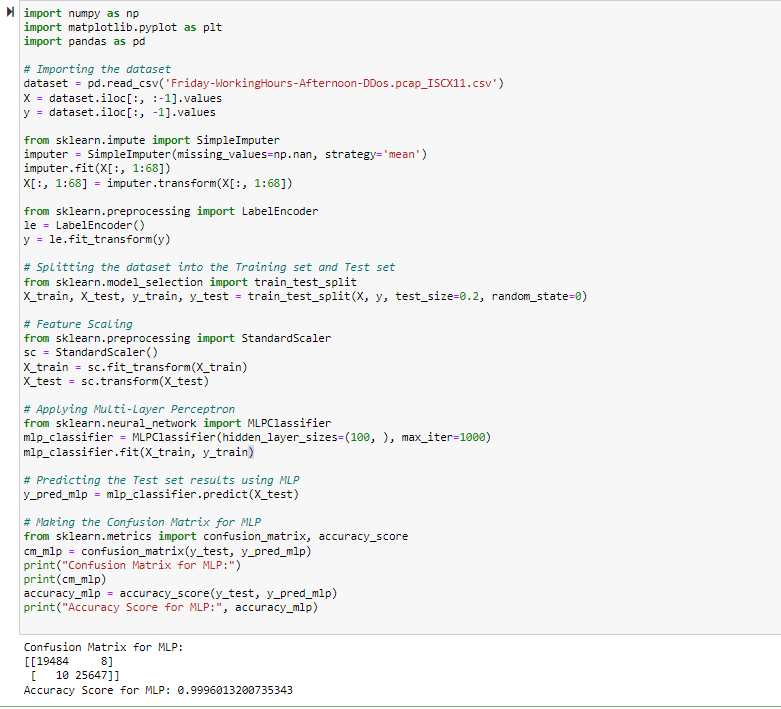 import numpy as np
import matplotlib.pyplot as plt
import pandas as pd
# Importing the dataset
dataset = pd.read_csv('Friday-WorkingHours-Afternoon-DDos.pcap_ISCX11.csv')
X = dataset.iloc[:, :-1].values
y = dataset.iloc[:, -1].values
from sklearn.impute import SimpleImputer
imputer = SimpleImputer(missing_values=np.nan, strategy='mean')
imputer.fit(X[:, 1:68])
X[:, 1:68] = imputer.transform(X[:, 1:68])
from sklearn.preprocessing import LabelEncoder
le = LabelEncoder()
y = le.fit_transform(y)
# Splitting the dataset into the Training set and Test set
from sklearn.model_selection import train_test_split
X_train, X_test, y_train, y_test = train_test_split(X, y, test_size=0.2, random_state=0)
# Feature Scaling
from sklearn.preprocessing import StandardScaler
sc = StandardScaler()
X_train = sc.fit_transform(X_train)
X_test = sc.transform(X_test)
# Applying Multi-Layer Perceptron
from sklearn.neural_network import MLPClassifier
mlp_classifier = MLPClassifier(hidden_layer_sizes=(100, ), max_iter=1000)
mlp_classifier.fit(X_train, y_train)
# Predicting the Test set results using MLP
y_pred_mlp = mlp_classifier.predict(X_test)
# Making the Confusion Matrix for MLP
from sklearn.metrics import confusion_matrix, accuracy_score
cm_mlp = confusion_matrix(y_test, y_pred_mlp)
print("Confusion Matrix for MLP:")
print(cm_mlp)
accuracy_mlp = accuracy_score(y_test, y_pred_mlp)
print("Accuracy Score for MLP:", accuracy_mlp)
Confusion Matrix for MLP:
[[19484     8]
 [   10 25647]]
Accuracy Score for MLP: 0.9996013200735343